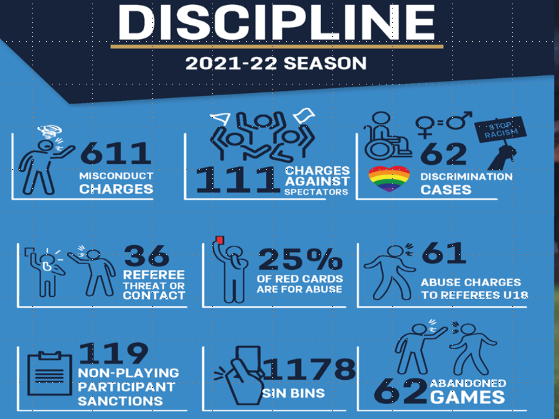 DISCIPLINE
2021-22 SEASON
611
MISCONDUCT
CHARGES
111 CHARGES
AGAINST
SPECTATORS
STOP
RACISM
62
DISCRIMINATION
CASES
36
REFEREE
THREAT OR
CONTACT
25%
OF RED CARDS
ARE FOR ABUSE
61
ABUSE CHARGES
TO REFEREES U18
119
NON-PLAYING
PARTICIPANT
SANCTIONS
1178
SIN BINS
62 ABANDONED
GAMES